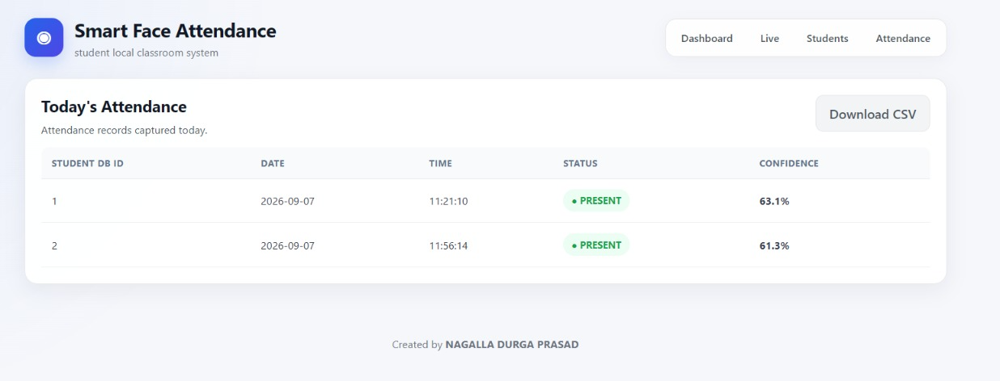 Smart Face Attendance
student local classroom system
Dashboard Live Students Attendance
Today's Attendance
Attendance records captured today.
Download CSV
STUDENT DB ID DATE TIME STATUS CONFIDENCE
1 2026-09-07 11:21:10 • PRESENT 63.1%
2 2026-09-07 11:56:14 • PRESENT 61.3%
Created by NAGALLA DURGA PRASAD